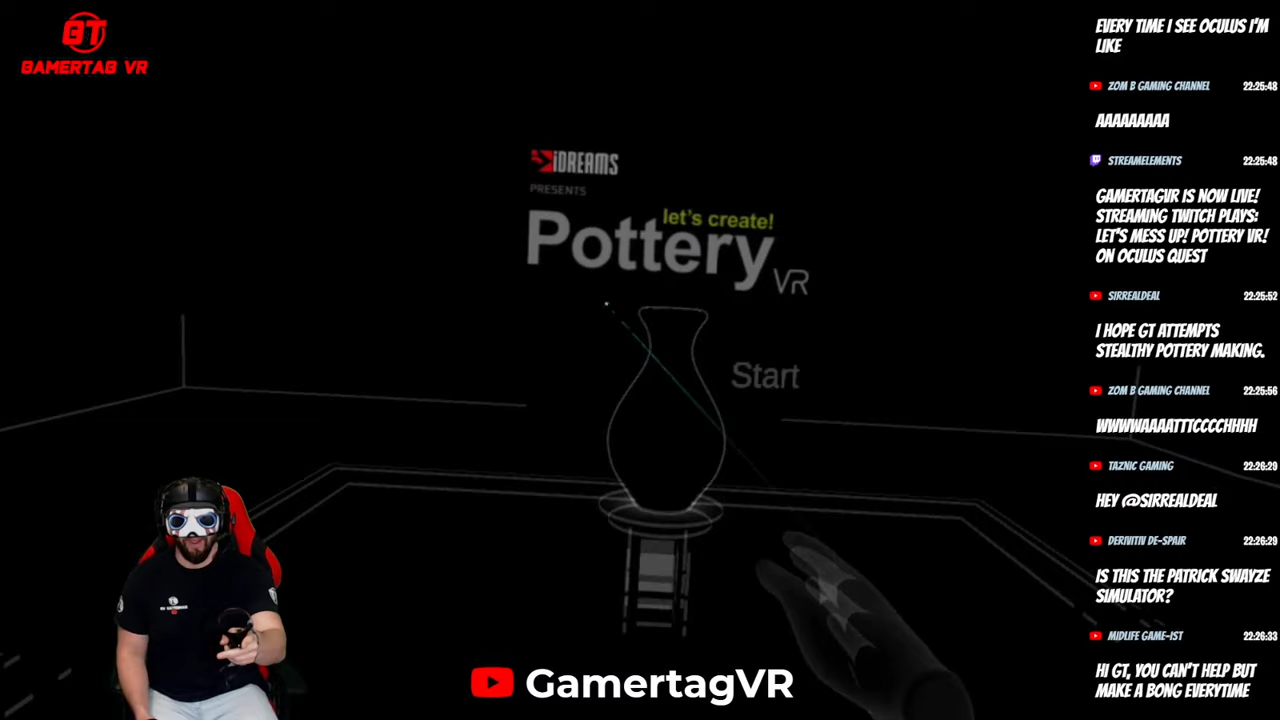 GT
GAMERTAG VR
iDREAMS
PRESENTS
let's create!
Pottery
VR
Start
GamertagVR
EVERY TIME I SEE OCULUS I'M
LIKE
ZOM B GAMING CHANNEL 22:25:48
AAAAAAAAA
STREAMELEMENTS 22:25:48
GAMERTAGVR IS NOW LIVE!
STREAMING TWITCH PLAYS:
LET'S MESS UP! POTTERY VR!
ON OCULUS QUEST
SIRREALDEAL 22:25:52
I HOPE GT ATTEMPTS
STEALTHY POTTERY MAKING.
ZOM B GAMING CHANNEL 22:25:56
WWWWAAAATTTCCCCHHHH
TAZNIC GAMING 22:26:29
HEY @SIRREALDEAL
DERIVITIV DE-SPAIR 22:26:29
IS THIS THE PATRICK SWAYZE
SIMULATOR?
MIDLIFE GAME-IST 22:26:33
HI GT, YOU CAN'T HELP BUT
MAKE A BONG EVERYTIME